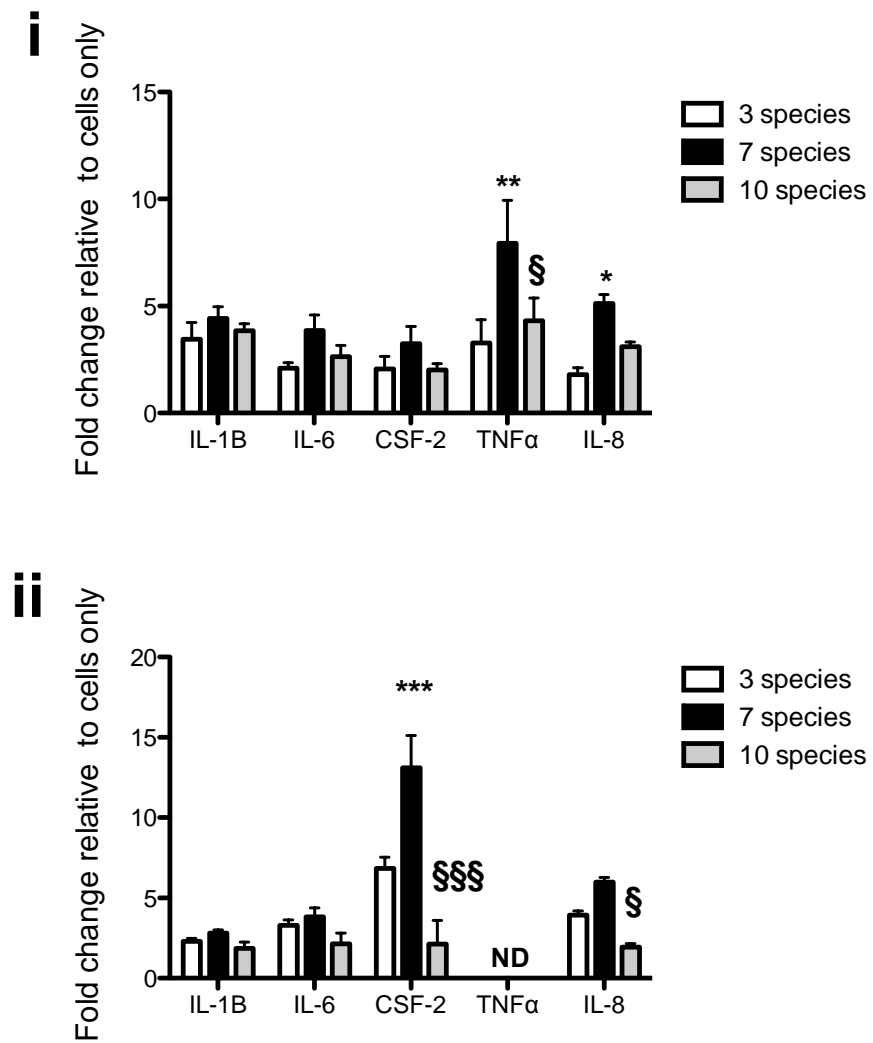 i
Fold change relative to cells only
15
10
5
0
**
§
*
IL-1B IL-6 CSF-2 TNFα IL-8
3 species
7 species
10 species
ii
Fold change relative to cells only
20
15
10
5
0
***
§§§
ND
§
IL-1B IL-6 CSF-2 TNFα IL-8
3 species
7 species
10 species